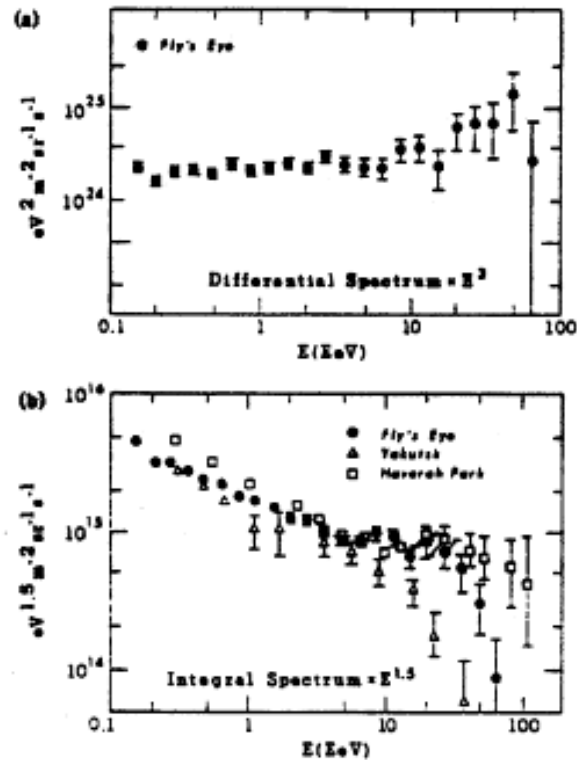 (a)
● Fly's Eye
10^25
10^24
eV^2 m^-2 sr^-1 s^-1
Differential Spectrum × E^3
0.1 1 10 100
E(EeV)
(b)
10^16
● Fly's Eye
△ Yakutsk
□ Haverah Park
10^15
10^14
eV^1.5 m^-2 sr^-1 s^-1
Integral Spectrum × E^1.5
0.1 1 10 100
E(EeV)